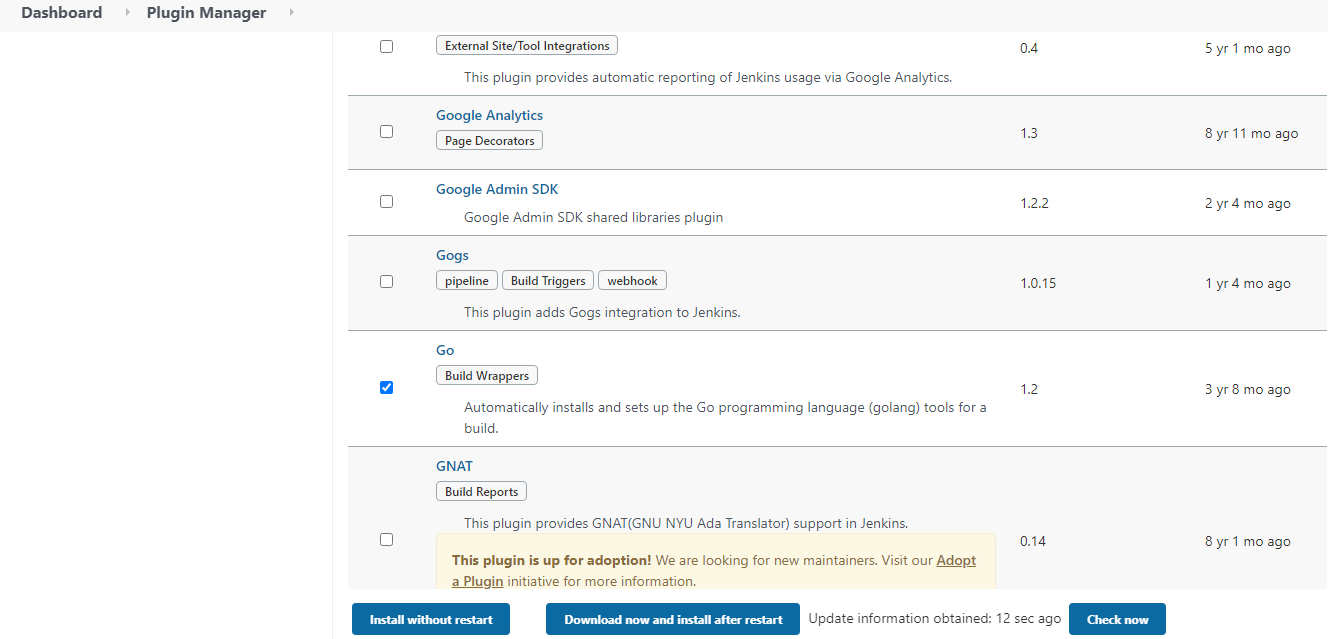 Dashboard Plugin Manager
External Site/Tool Integrations
0.4
5 yr 1 mo ago
This plugin provides automatic reporting of Jenkins usage via Google Analytics.
Google Analytics
Page Decorators
1.3
8 yr 11 mo ago
Google Admin SDK
Google Admin SDK shared libraries plugin
1.2.2
2 yr 4 mo ago
Gogs
pipeline Build Triggers webhook
This plugin adds Gogs integration to Jenkins.
1.0.15
1 yr 4 mo ago
Go
Build Wrappers
Automatically installs and sets up the Go programming language (golang) tools for a
build.
1.2
3 yr 8 mo ago
GNAT
Build Reports
This plugin provides GNAT(GNU NYU Ada Translator) support in Jenkins.
This plugin is up for adoption! We are looking for new maintainers. Visit our Adopt
a Plugin initiative for more information.
0.14
8 yr 1 mo ago
Install without restart Download now and install after restart Update information obtained: 12 sec ago Check now